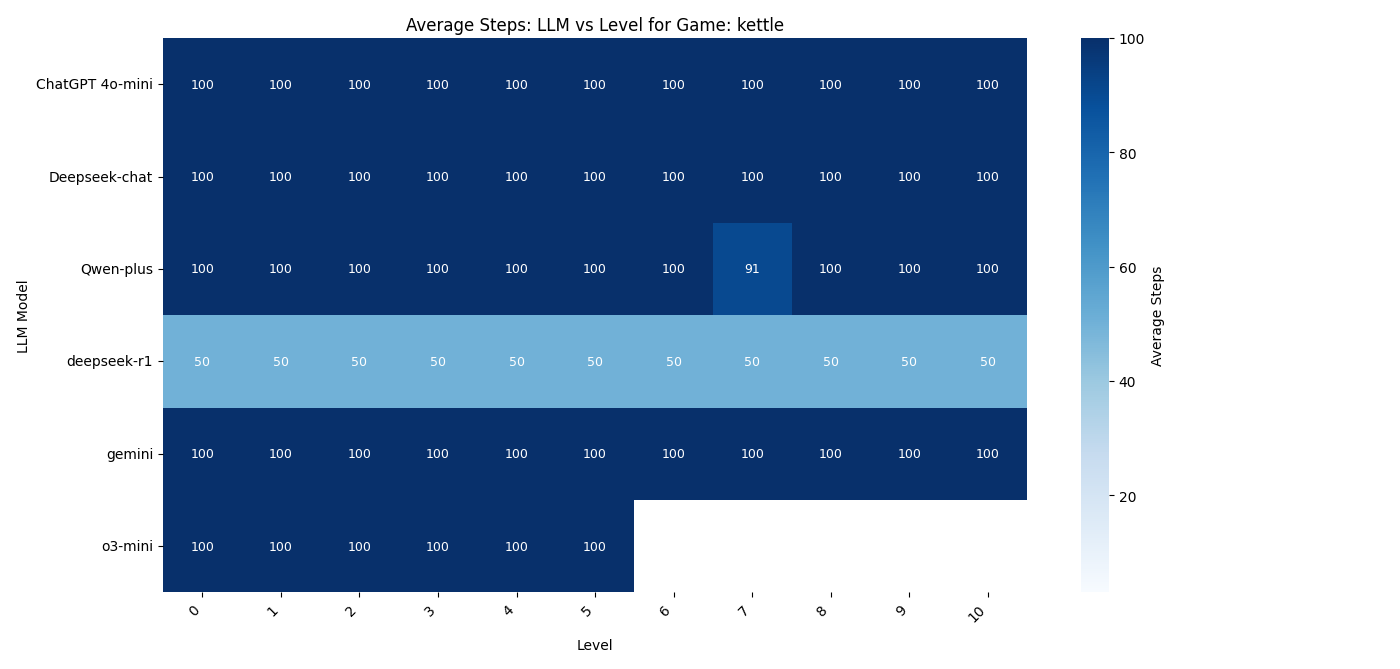 Average Steps: LLM vs Level for Game: kettle
LLM Model
ChatGPT 4o-mini 100 100 100 100 100 100 100 100 100 100 100
Deepseek-chat 100 100 100 100 100 100 100 100 100 100 100
Qwen-plus 100 100 100 100 100 100 100 91 100 100 100
deepseek-r1 50 50 50 50 50 50 50 50 50 50 50
gemini 100 100 100 100 100 100 100 100 100 100 100
o3-mini 100 100 100 100 100 100
0 1 2 3 4 5 6 7 8 9 10
Level
100
80
60
40
20
Average Steps